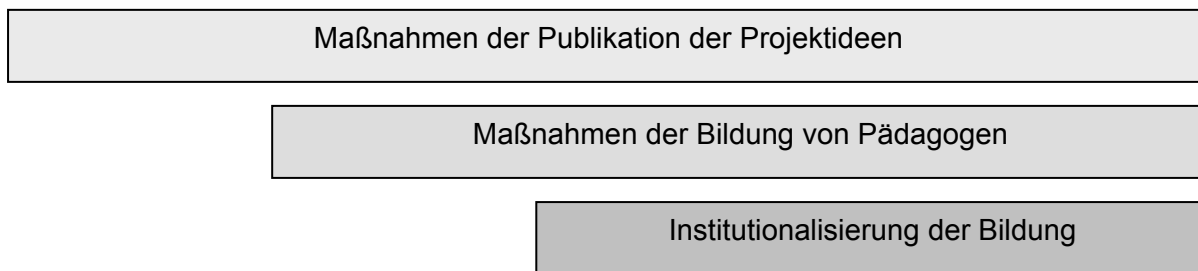 Maßnahmen der Publikation der Projektideen
Maßnahmen der Bildung von Pädagogen
Institutionalisierung der Bildung